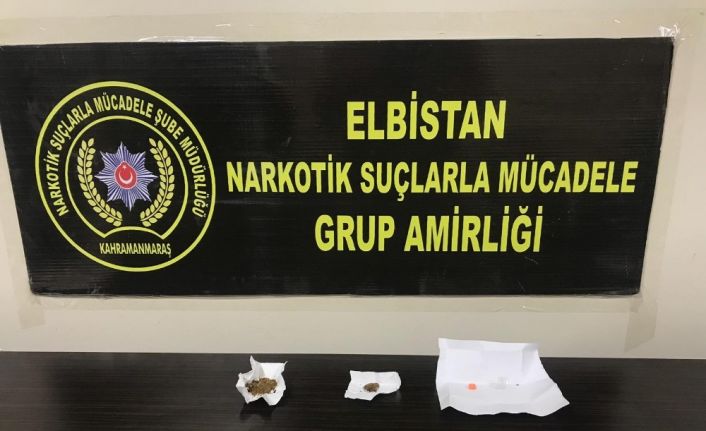 NARKOTİK SUÇLARLA MÜCADELE ŞUBE MÜDÜRLÜĞÜ
KAHRAMANMARAŞ
ELBİSTAN
NARKOTİK SUÇLARLA MÜCADELE
GRUP AMİRLİĞİ